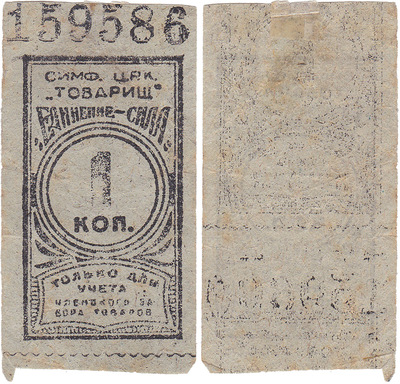 159586
СИМФ. ЦРК.
„ТОВАРИЩ"
ЕДИНЕНИЕ–СИЛА
1
КОП.
ТОЛЬКО ДЛЯ
УЧЕТА
ЧЛЕНСКОГО ЗА
БОРА ТОВАРОВ